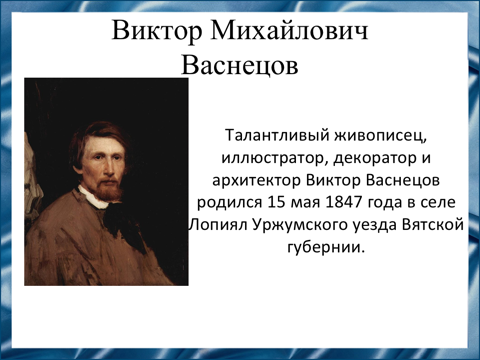 Виктор Михайлович
Васнецов
Талантливый живописец,
иллюстратор, декоратор и
архитектор Виктор Васнецов
родился 15 мая 1847 года в селе
Лопиял Уржумского уезда Вятской
губернии.